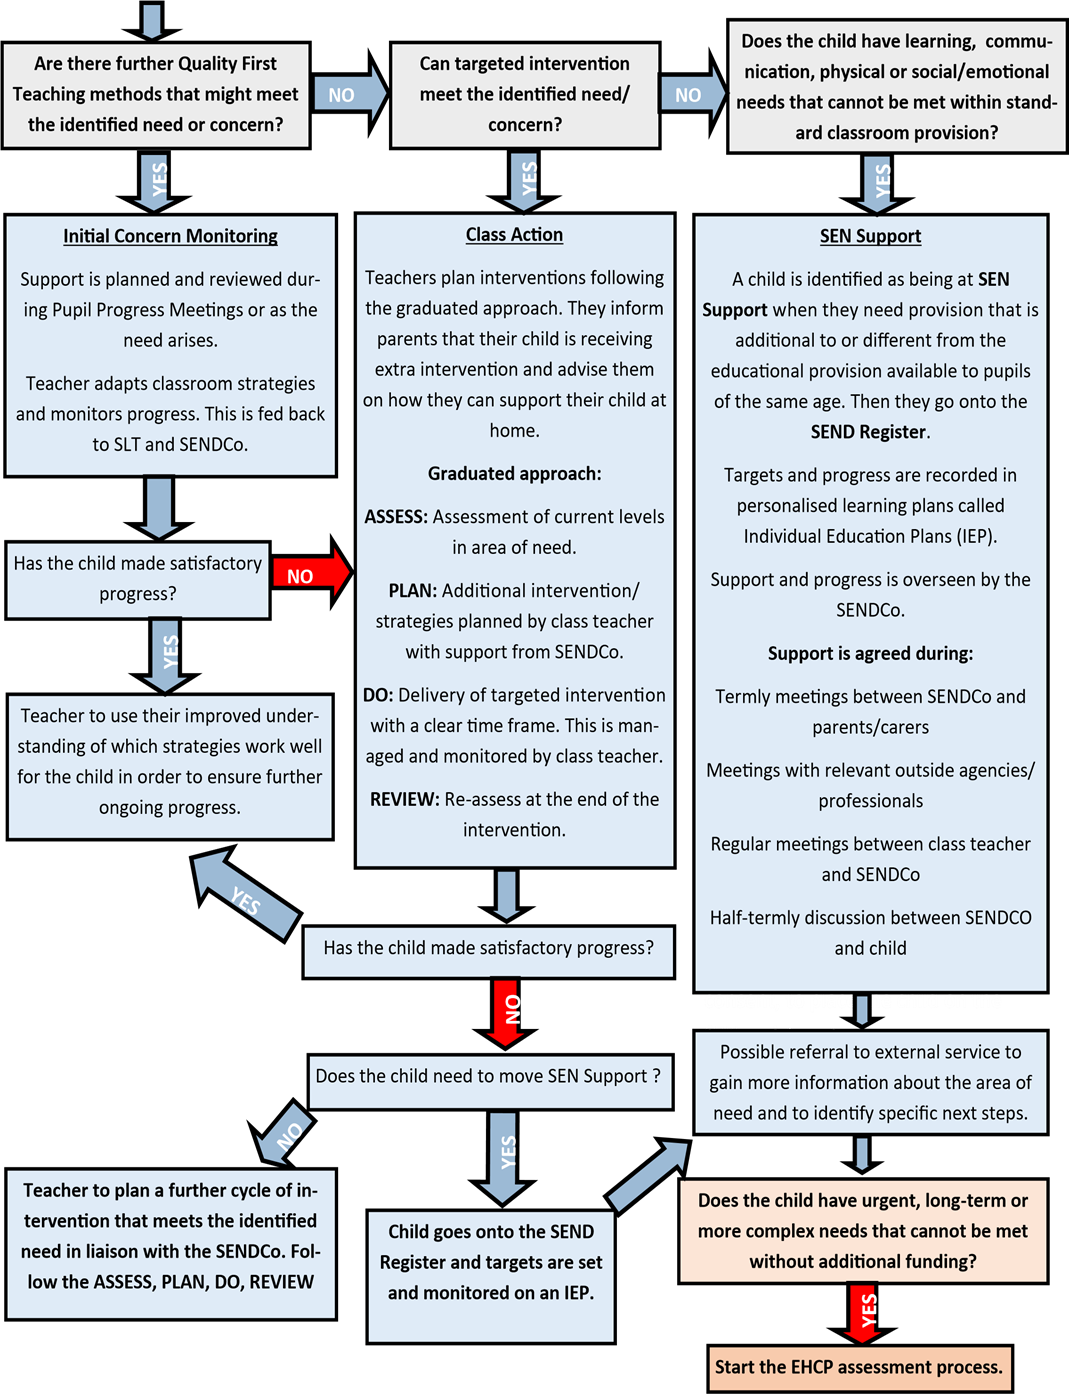 Are there further Quality First
Teaching methods that might meet
the identified need or concern?
NO
Can targeted intervention
meet the identified need/
concern?
NO
Does the child have learning,  commu-
nication, physical or social/emotional
needs that cannot be met within stand-
ard classroom provision?
YES
YES
YES
Initial Concern Monitoring
Support is planned and reviewed dur-
ing Pupil Progress Meetings or as the
need arises.
Teacher adapts classroom strategies
and monitors progress. This is fed back
to SLT and SENDCo.
Has the child made satisfactory
progress?
NO
YES
Teacher to use their improved under-
standing of which strategies work well
for the child in order to ensure further
ongoing progress.
Class Action
Teachers plan interventions following
the graduated approach. They inform
parents that their child is receiving
extra intervention and advise them
on how they can support their child at
home.
Graduated approach:
ASSESS: Assessment of current levels
in area of need.
PLAN: Additional intervention/
strategies planned by class teacher
with support from SENDCo.
DO: Delivery of targeted intervention
with a clear time frame. This is man-
aged and monitored by class teacher.
REVIEW: Re-assess at the end of the
intervention.
YES
Has the child made satisfactory progress?
NO
Does the child need to move SEN Support ?
NO
YES
Teacher to plan a further cycle of in-
tervention that meets the identified
need in liaison with the SENDCo. Fol-
low the ASSESS, PLAN, DO, REVIEW
Child goes onto the SEND
Register and targets are set
and monitored on an IEP.
SEN Support
A child is identified as being at SEN
Support when they need provision that is
additional to or different from the
educational provision available to pupils
of the same age. Then they go onto the
SEND Register.
Targets and progress are recorded in
personalised learning plans called
Individual Education Plans (IEP).
Support and progress is overseen by the
SENDCo.
Support is agreed during:
Termly meetings between SENDCo and
parents/carers
Meetings with relevant outside agencies/
professionals
Regular meetings between class teacher
and SENDCo
Half-termly discussion between SENDCO
and child
Possible referral to external service to
gain more information about the area of
need and to identify specific next steps.
Does the child have urgent, long-term or
more complex needs that cannot be met
without additional funding?
YES
Start the EHCP assessment process.